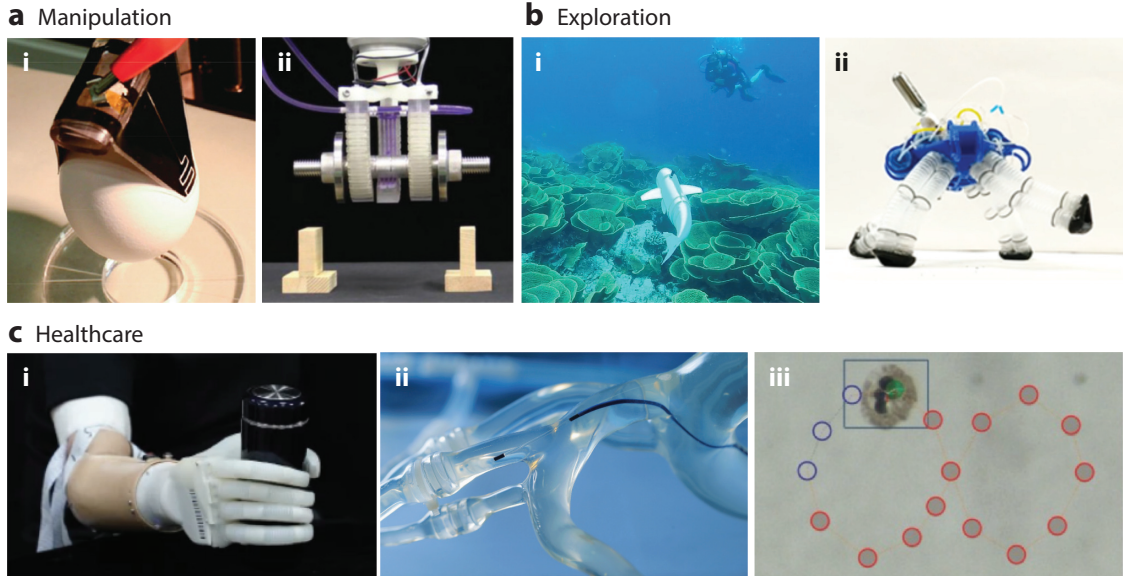 a Manipulation
b Exploration
i
ii
i
ii
c Healthcare
i
ii
iii